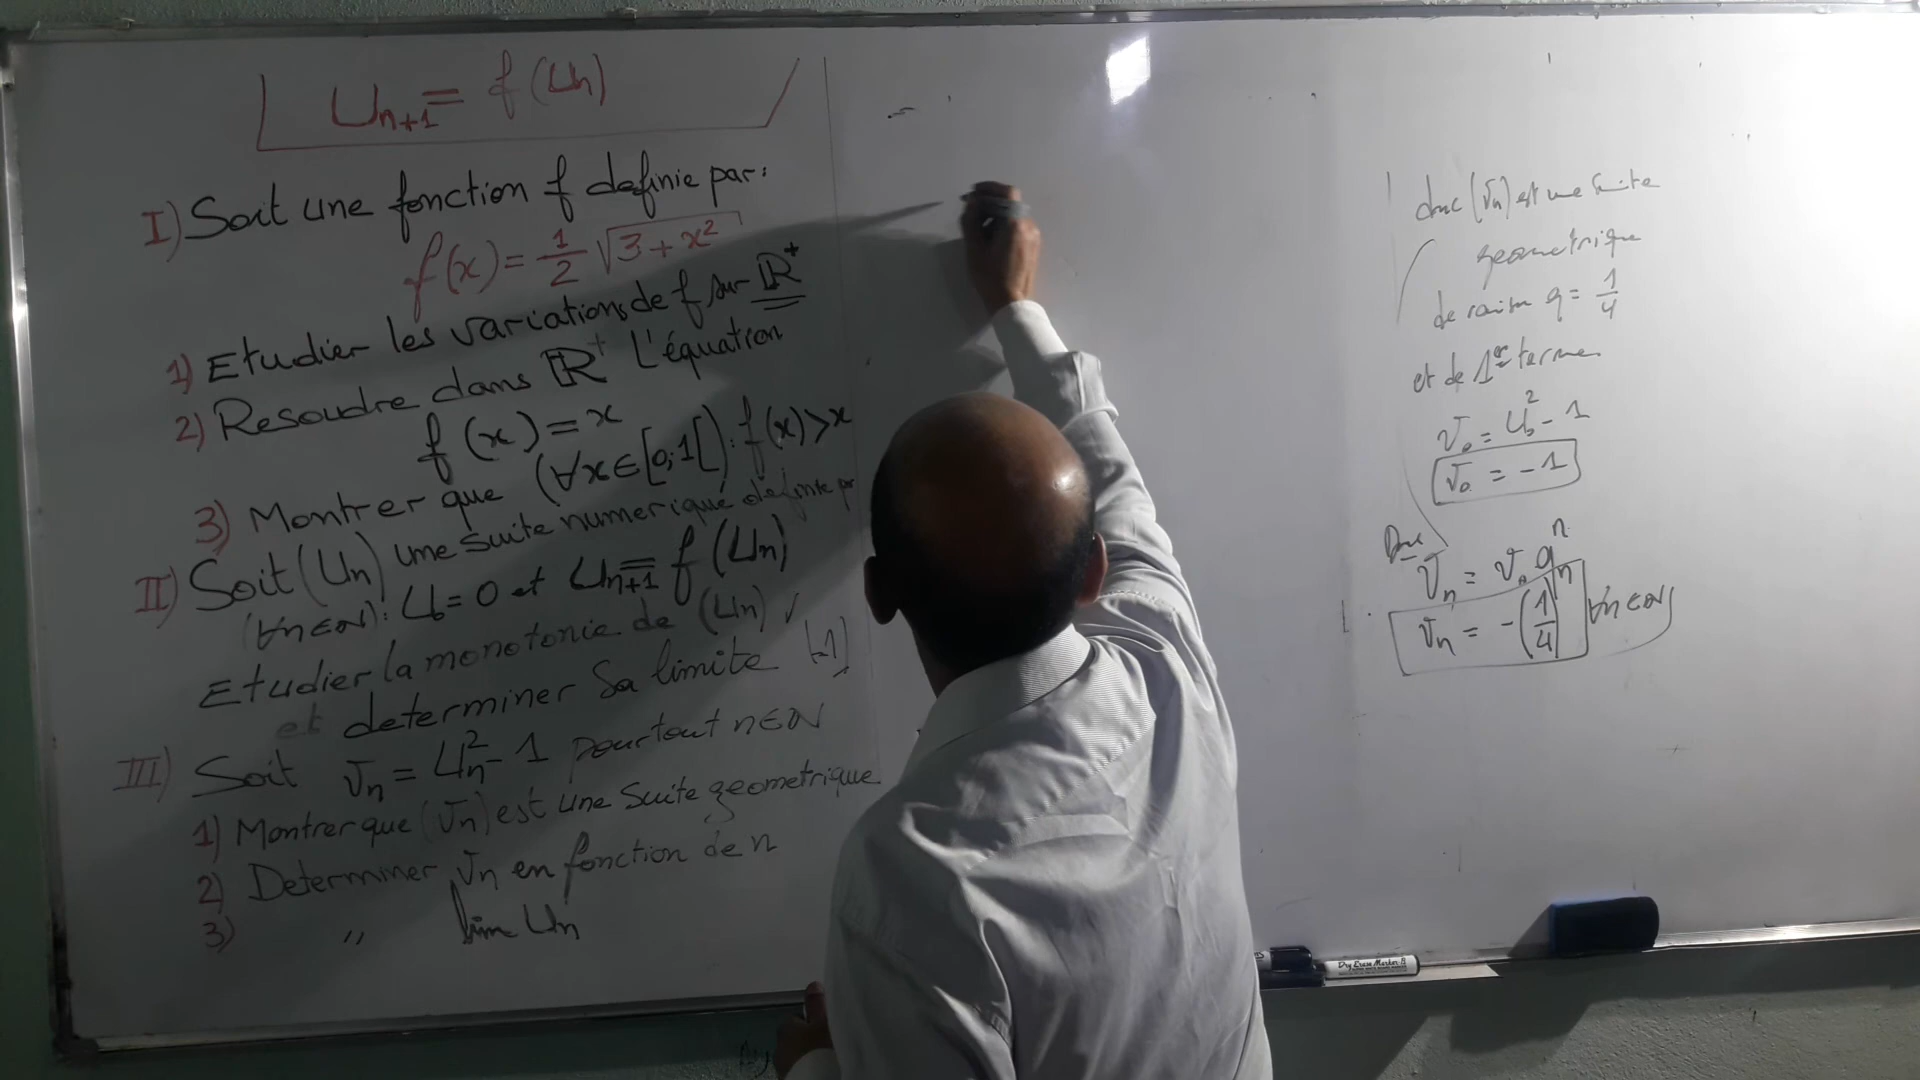 Un+1 = f(Un)
I) Soit une fonction f definie par:
f(x) = 1/2 √(3 + x²)
1) Etudier les variations de f sur ℝ⁺
2) Resoudre dans ℝ⁺ L'équation
f(x) = x
3) Montrer que (∀x∈[0;1[): f(x)>x
II) Soit (Un) une suite numerique definie par
(∀n∈ℕ): U0 = 0 et Un+1 = f(Un)
Etudier la monotonie de (Un) ✓
et determiner sa limite
III) Soit Vn = Un² - 1 pour tout n∈ℕ
1) Montrer que (Vn) est une suite geometrique
2) Determiner Vn en fonction de n
3) " lim Un
donc (Vn) est une suite
geometrique
de raison q = 1/4
et de 1er terme
V0 = U0² - 1
V0 = -1
Donc Vn = V0 qⁿ
Vn = -(1/4)ⁿ ∀n∈ℕ
Dry Erase Marker